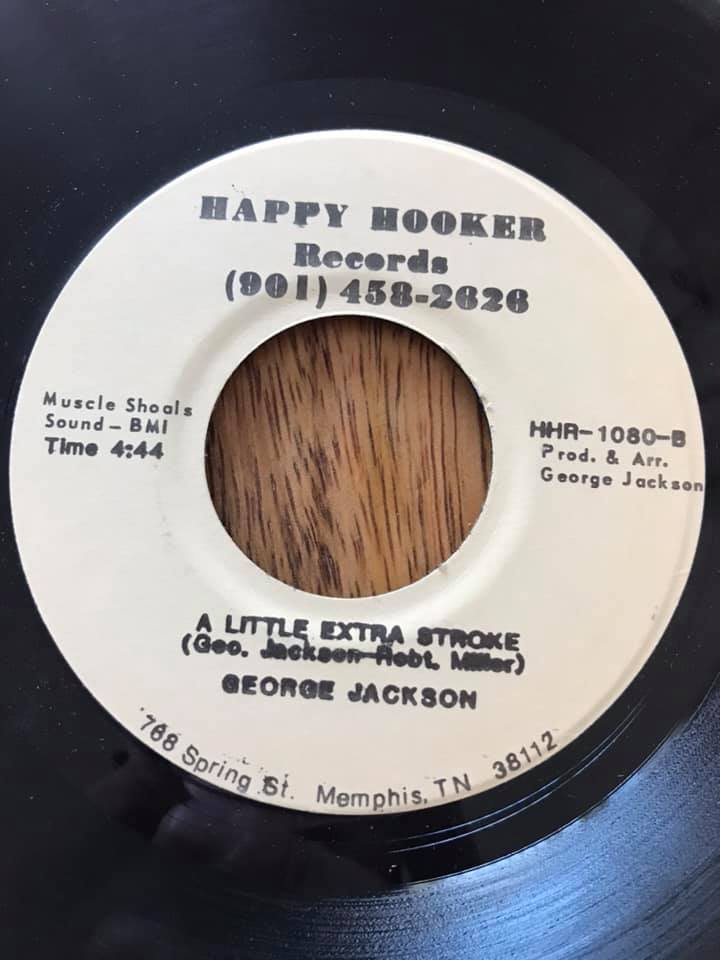 HAPPY HOOKER
Records
(901) 458-2626
Muscle Shoals
Sound - BMI
Time 4:44
HHR-1080-B
Prod. & Arr.
George Jackson
A LITTLE EXTRA STROKE
(Geo. Jackson-Robt. Miller)
GEORGE JACKSON
768 Spring St. Memphis, TN 38112